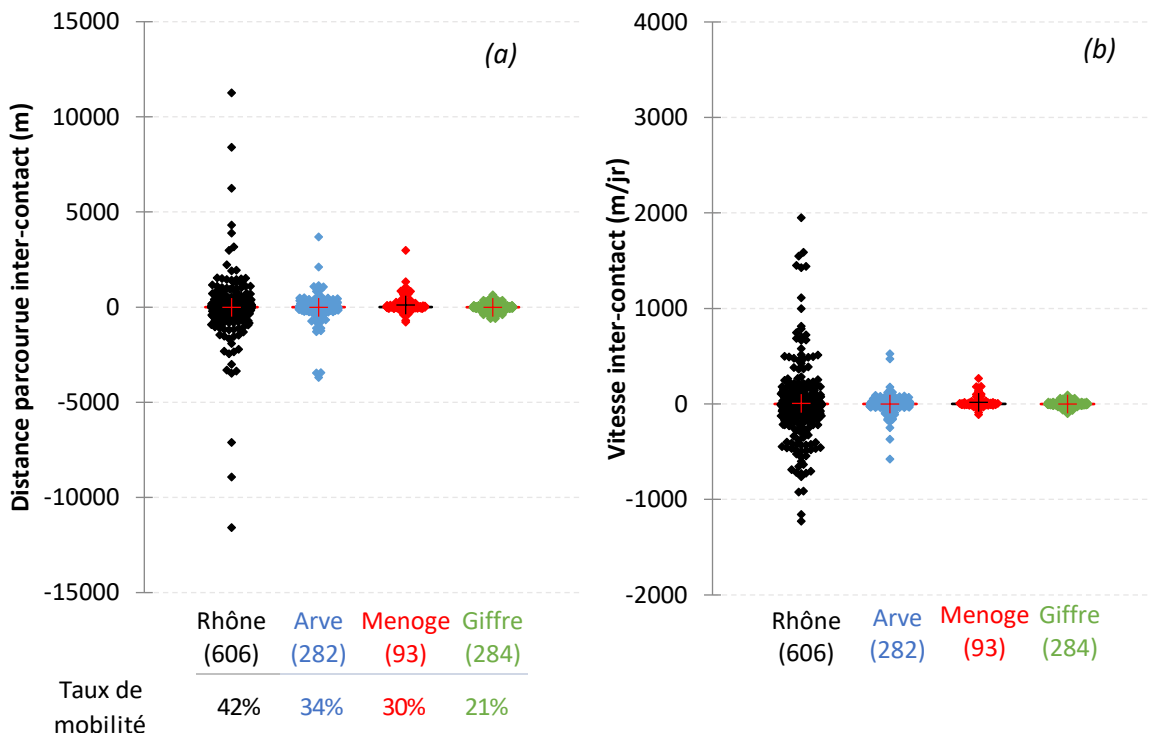 (a)
Distance parcourue inter-contact (m)
15000
10000
5000
0
-5000
-10000
-15000
Rhône Arve Menoge Giffre
(606) (282) (93) (284)
Taux de
mobilité
42% 34% 30% 21%
(b)
Vitesse inter-contact (m/jr)
4000
3000
2000
1000
0
-1000
-2000
Rhône Arve Menoge Giffre
(606) (282) (93) (284)